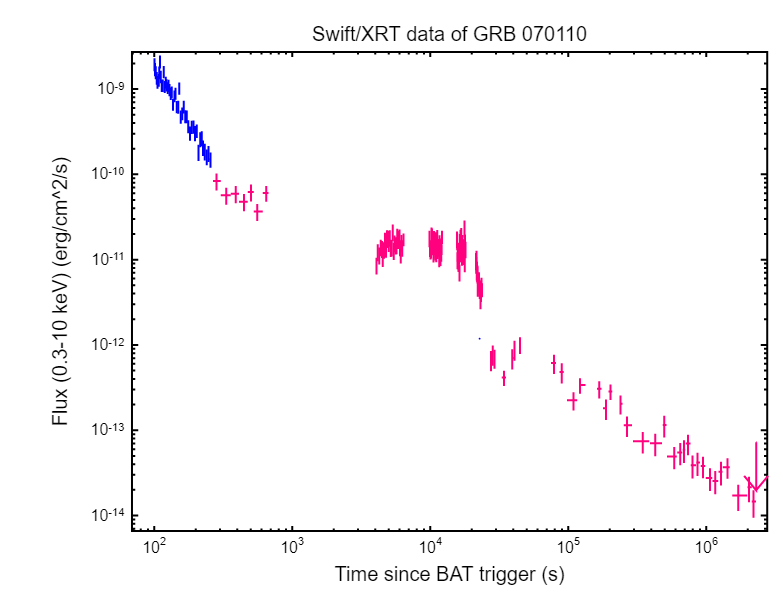 Swift/XRT data of GRB 070110
Flux (0.3-10 keV) (erg/cm^2/s)
10-9
10-10
10-11
10-12
10-13
10-14
10^2 10^3 10^4 10^5 10^6
Time since BAT trigger (s)